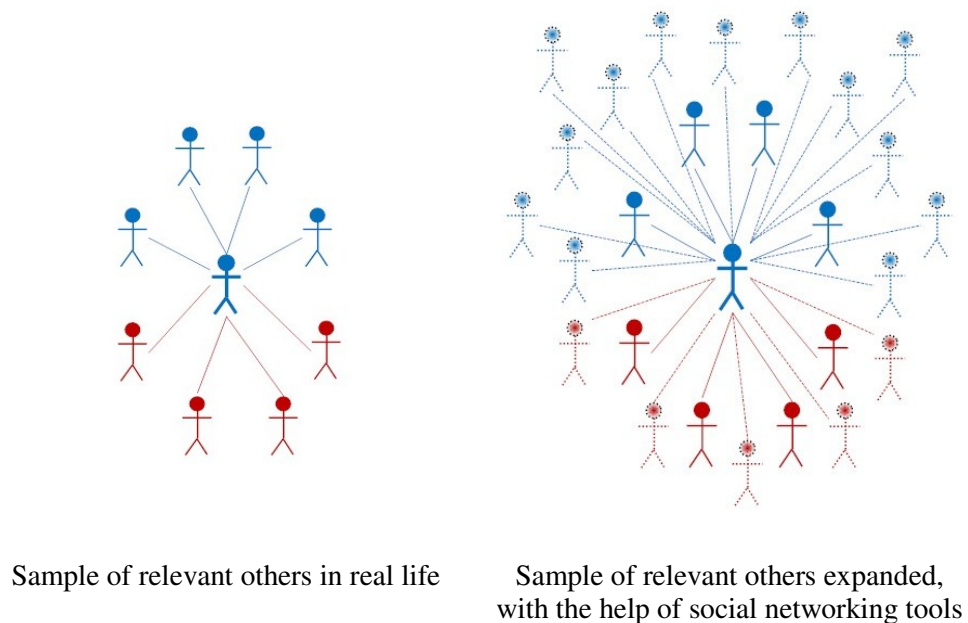 Sample of relevant others in real life
Sample of relevant others expanded,
with the help of social networking tools